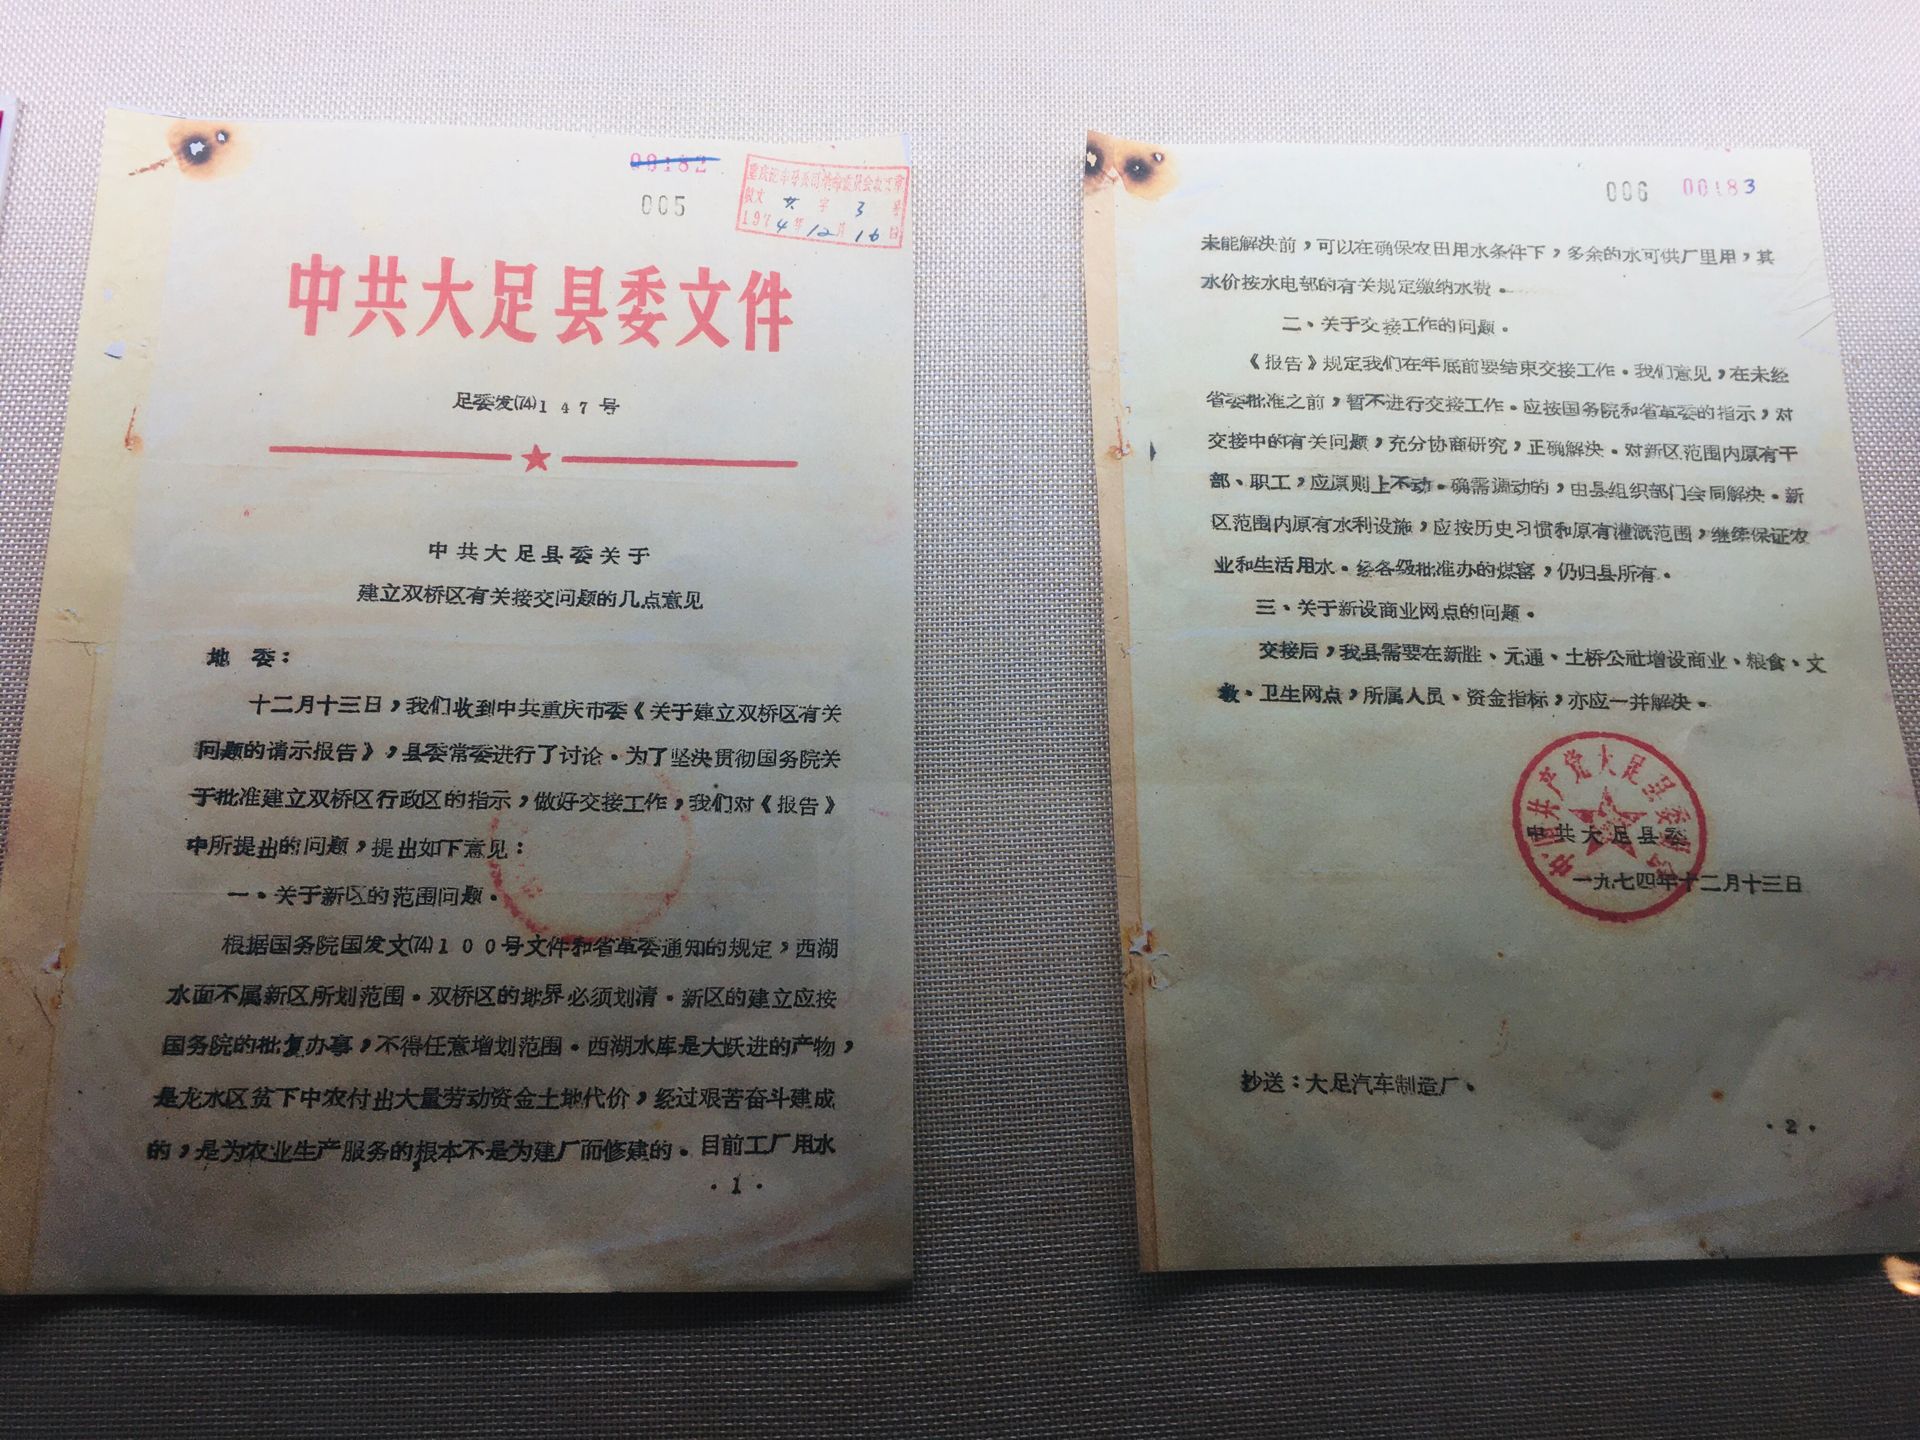 00182
005
1974年12月16日
中共大足县委文件
足委发(74)147号
中共大足县委关于
建立双桥区有关接交问题的几点意见
地委：
十二月十三日，我们收到中共重庆市委《关于建立双桥区有关
问题的请示报告》，县委常委进行了讨论。为了坚决贯彻国务院关
于批准建立双桥区行政区的指示，做好交接工作，我们对《报告》
中所提出的问题，提出如下意见：
一、关于新区的范围问题。
根据国务院国发文(74)100号文件和省革委通知的规定，西湖
水面不属新区所划范围。双桥区的地界必须划清。新区的建立应按
国务院的批复办事，不得任意增划范围。西湖水库是大跃进的产物，
是龙水区贫下中农付出大量劳动资金土地代价，经过艰苦奋斗建成
的，是为农业生产服务的根本不是为建厂而修建的。目前工厂用水
·1·
006 00183
未能解决前，可以在确保农田用水条件下，多余的水可供厂里用，其
水价按水电部的有关规定缴纳水费。
二、关于交接工作的问题。
《报告》规定我们在年底前要结束交接工作。我们意见，在未经
省委批准之前，暂不进行交接工作。应按国务院和省革委的指示，对
交接中的有关问题，充分协商研究，正确解决。对新区范围内原有干
部、职工，应原则上不动。确需调动的，由县组织部门会同解决。新
区范围内原有水利设施，应按历史习惯和原有灌溉范围，继续保证农
业和生活用水。经各级批准办的煤窑，仍归县所有。
三、关于新设商业网点的问题。
交接后，我县需要在新胜、元通、土桥公社增设商业、粮食、文
教、卫生网点，所属人员、资金指标，亦应一并解决。
中国共产党大足县委
中共大足县委
一九七四年十二月十三日
抄送：大足汽车制造厂、
·2·